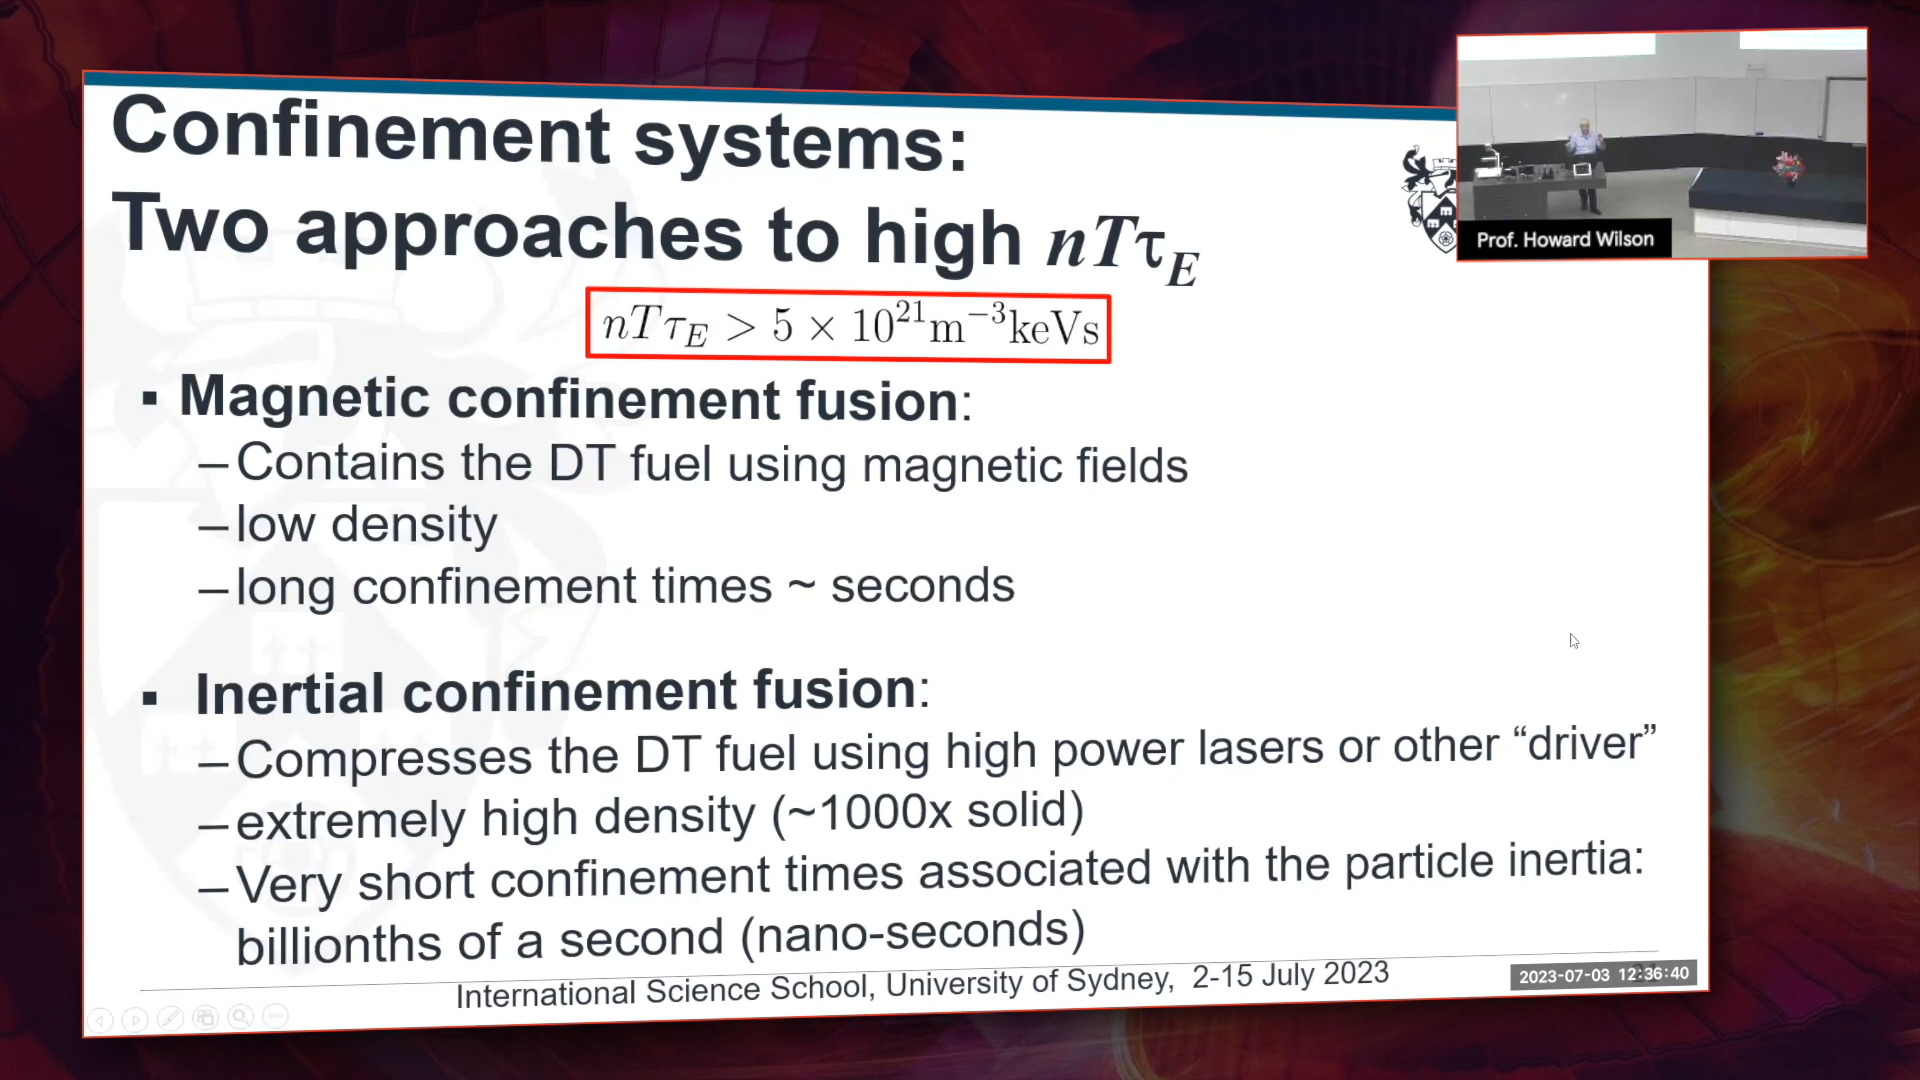 Confinement systems:
Two approaches to high nTτE
nTτE > 5 × 10²¹m⁻³keVs
▪ Magnetic confinement fusion:
–Contains the DT fuel using magnetic fields
–low density
–long confinement times ~ seconds
▪ Inertial confinement fusion:
–Compresses the DT fuel using high power lasers or other “driver”
–extremely high density (~1000x solid)
–Very short confinement times associated with the particle inertia:
billionths of a second (nano-seconds)
International Science School, University of Sydney, 2-15 July 2023
Prof. Howard Wilson
2023-07-03 12:36:40